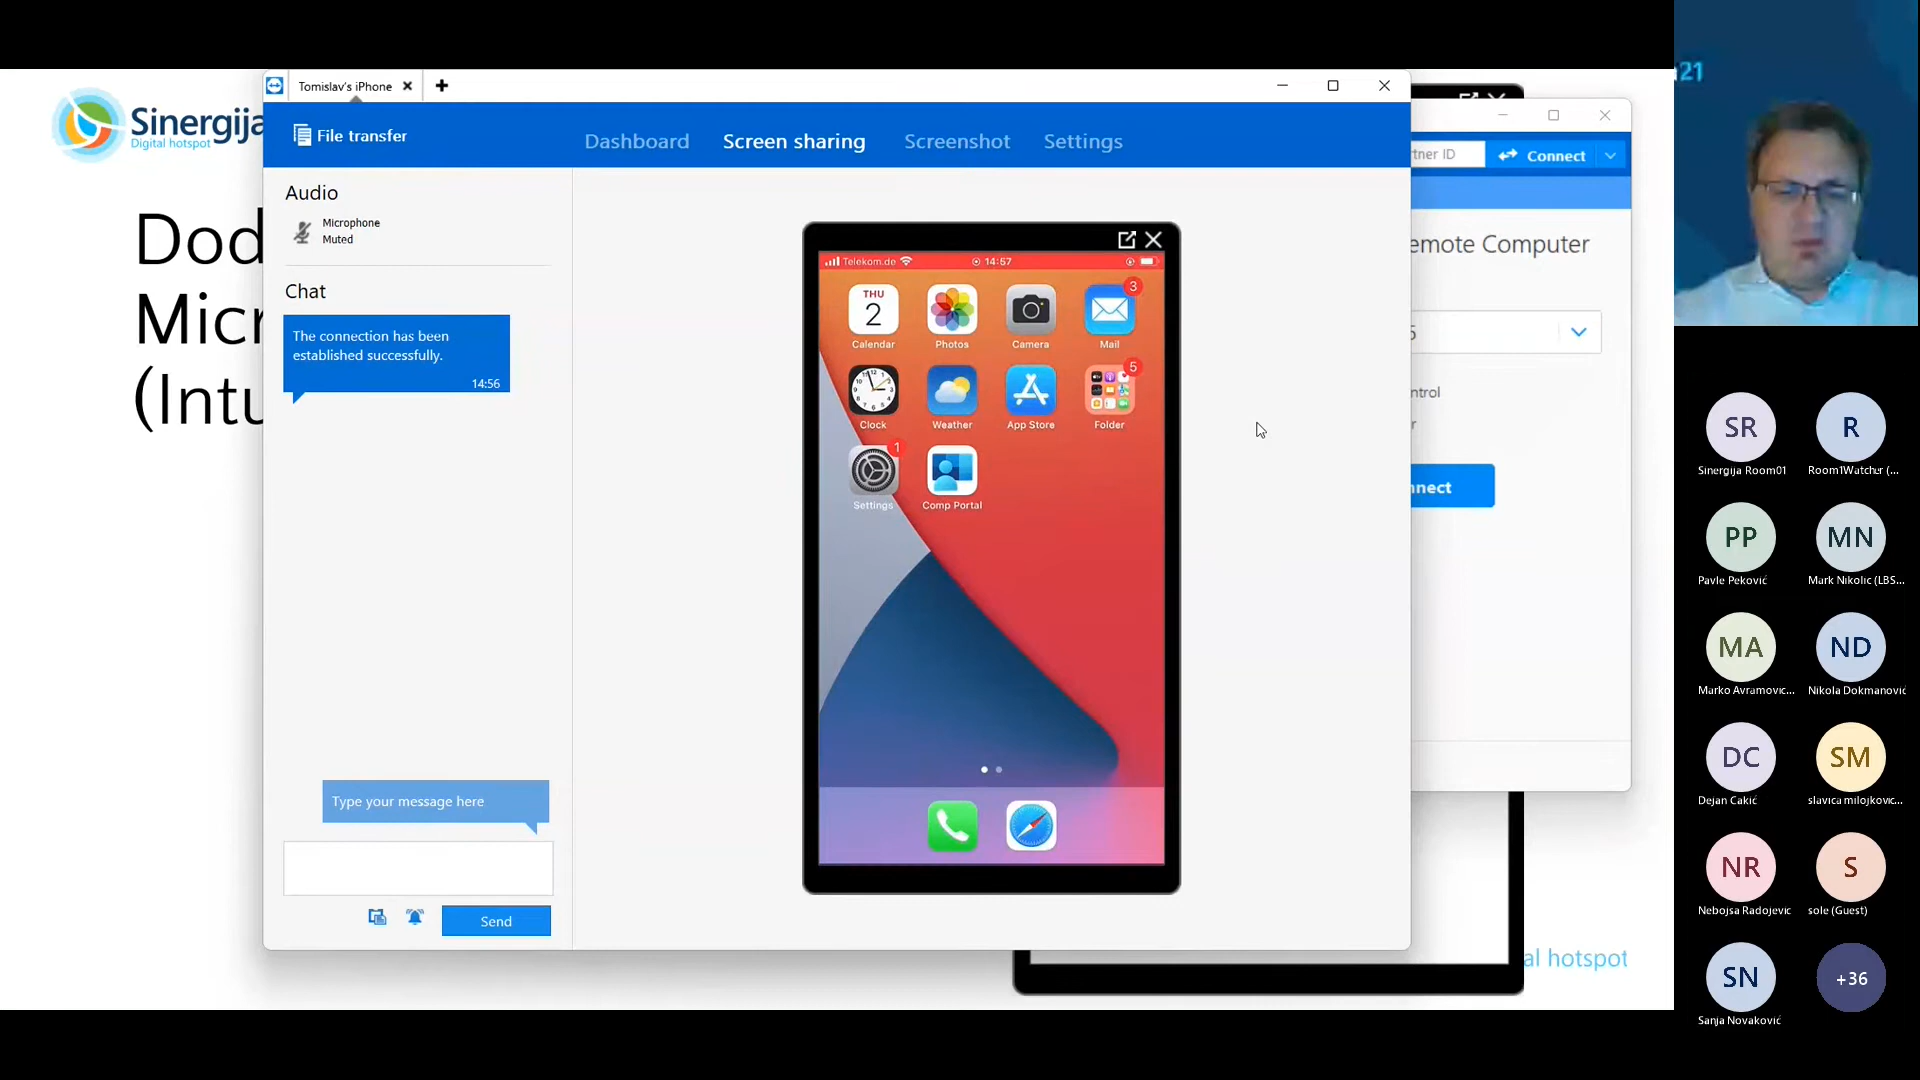 21
Tomislav's iPhone
Sinergija
Digital hotspot
File transfer
Dashboard
Screen sharing
Screenshot
Settings
tner ID
Connect
Audio
Microphone
Muted
Dod
Micr
(Intu
emote Computer
Chat
The connection has been
established successfully.
14:56
Telekom.de
14:57
THU
2
3
Calendar
Photos
Camera
Mail
5
12
Clock
Weather
App Store
Folder
1
Settings
Comp Portal
ntrol
r
nnect
Type your message here
Send
al hotspot
SR
R
Sinergija Room01
Room1Watcher (...
PP
MN
Pavle Peković
Mark Nikolic (LBS...
MA
ND
Marko Avramovic...
Nikola Dokmanović
DC
SM
Dejan Cakić
slavica milojkovic...
NR
S
Nebojsa Radojevic
sole (Guest)
SN
+36
Sanja Novaković